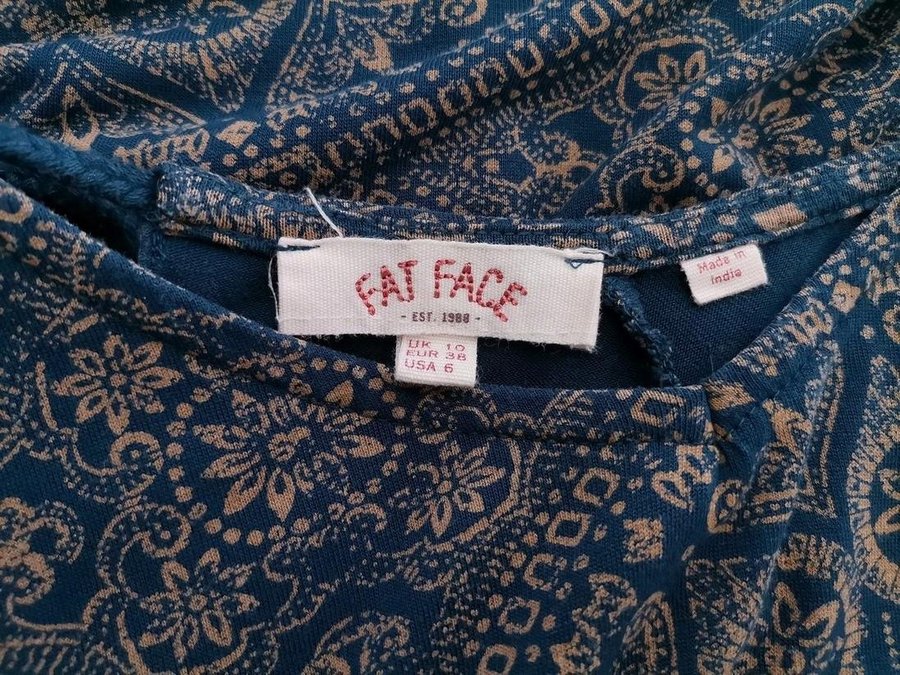 FAT FACE
- EST. 1988 -
UK 10
EUR 38
USA 6
Made in
India